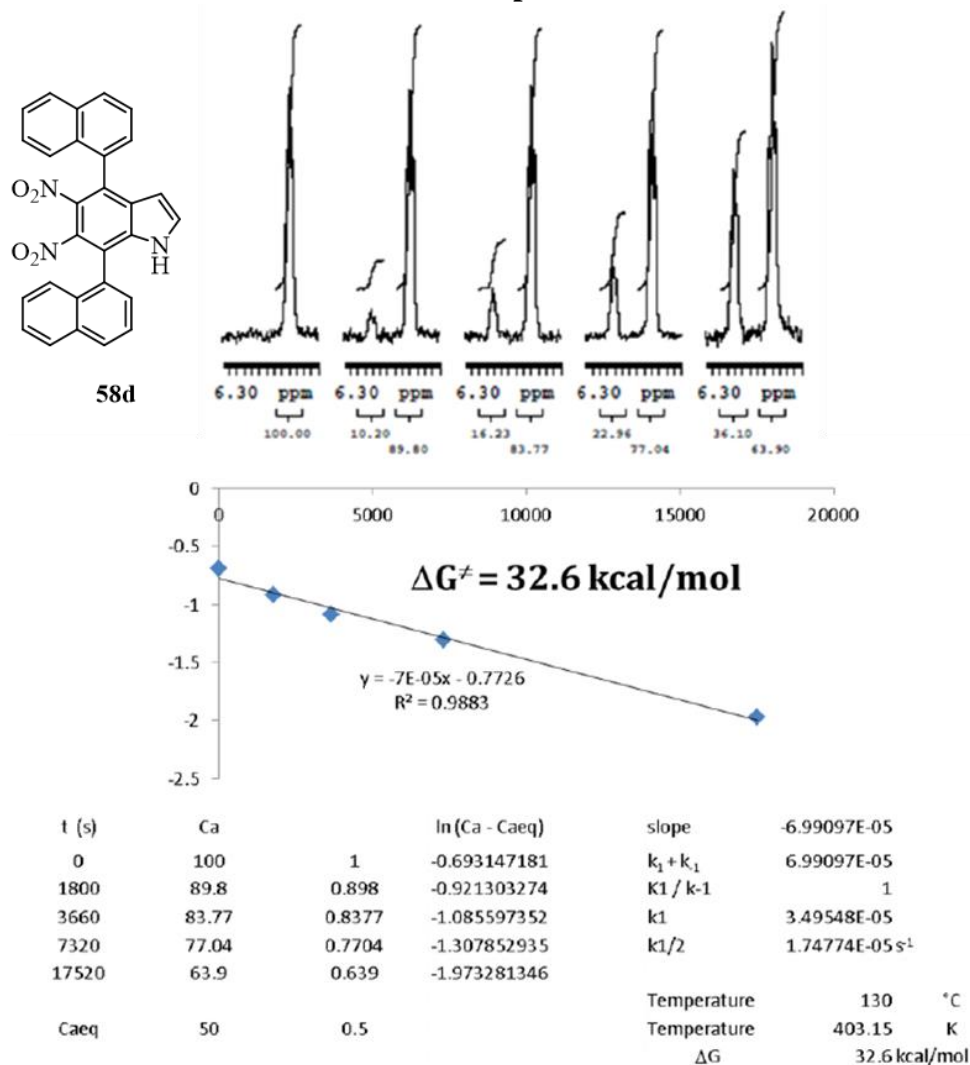 O₂N
O₂N
N
H
58d
6.30 ppm 6.30 ppm 6.30 ppm 6.30 ppm 6.30 ppm
100.00 10.20 89.80 16.23 83.77 22.96 77.04 36.10 63.90
0
0 5000 10000 15000 20000
-0.5
ΔG≠ = 32.6 kcal/mol
-1
-1.5
y = -7E-05x - 0.7726
R² = 0.9883
-2
-2.5
t (s) Ca ln (Ca - Caeq) slope -6.99097E-05
0 100 1 -0.693147181 k₁ + k₋₁ 6.99097E-05
1800 89.8 0.898 -0.921303274 K1 / k-1 1
3660 83.77 0.8377 -1.085597352 k1 3.49548E-05
7320 77.04 0.7704 -1.307852935 k1/2 1.74774E-05 s⁻¹
17520 63.9 0.639 -1.973281346
Temperature 130 °C
Caeq 50 0.5 Temperature 403.15 K
ΔG 32.6 kcal/mol